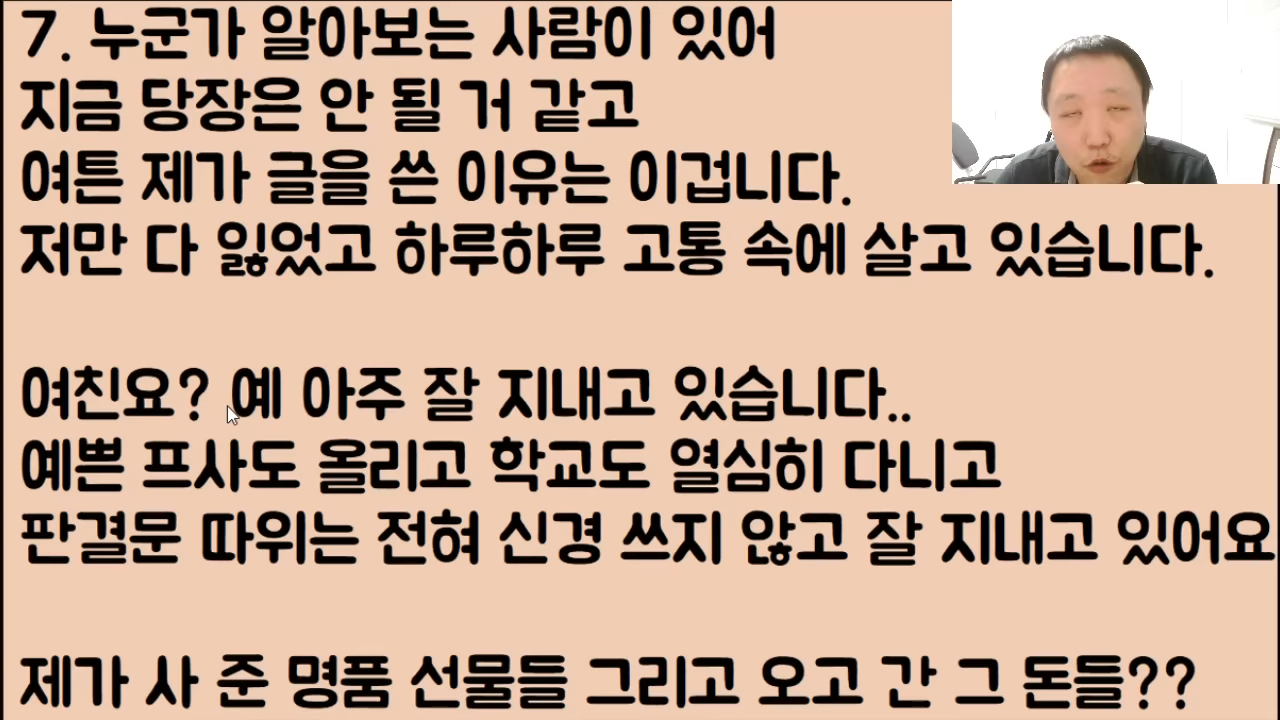 7. 누군가 알아보는 사람이 있어
지금 당장은 안 될 거 같고
여튼 제가 글을 쓴 이유는 이겁니다.
저만 다 잃었고 하루하루 고통 속에 살고 있습니다.
여친요? 예 아주 잘 지내고 있습니다..
예쁜 프사도 올리고 학교도 열심히 다니고
판결문 따위는 전혀 신경 쓰지 않고 잘 지내고 있어요
제가 사 준 명품 선물들 그리고 오고 간 그 돈들??